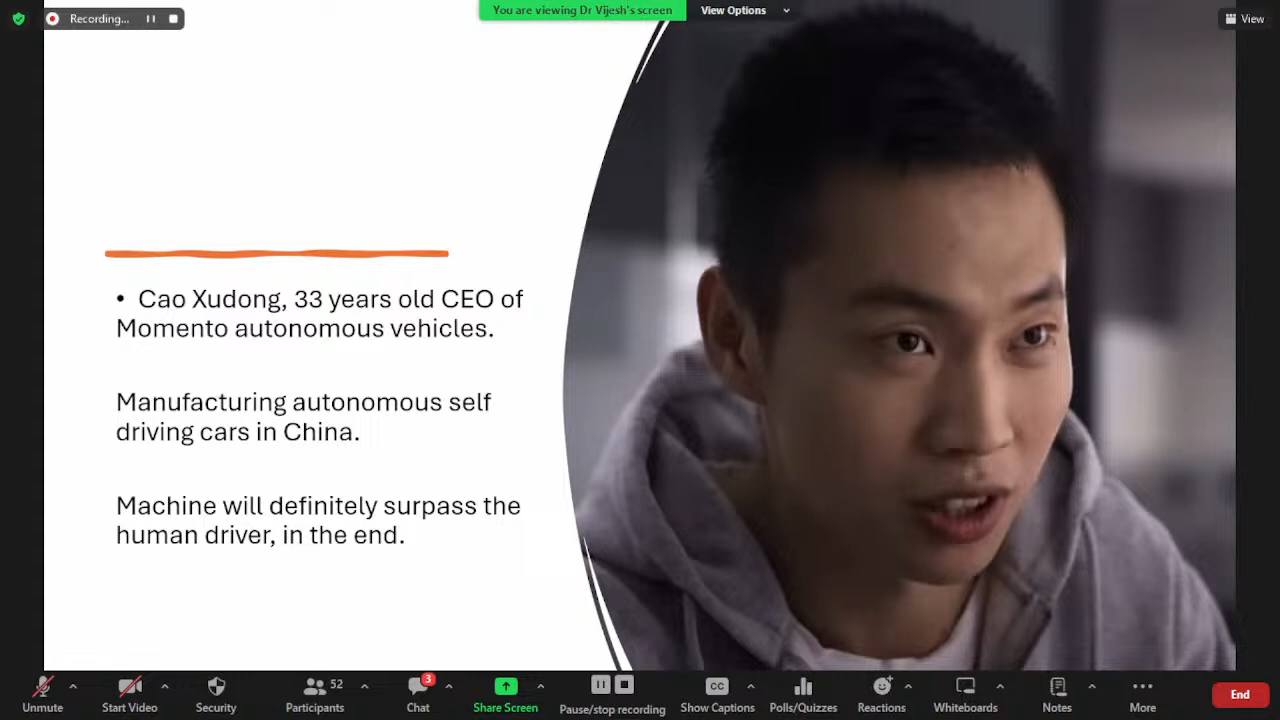 Recording...
You are viewing Dr Vijesh's screen
View Options
View
• Cao Xudong, 33 years old CEO of
Momento autonomous vehicles.
Manufacturing autonomous self
driving cars in China.
Machine will definitely surpass the
human driver, in the end.
Unmute
Start Video
Security
52
Participants
3
Chat
Share Screen
Pause/stop recording
CC
Show Captions
Polls/Quizzes
Reactions
Whiteboards
Notes
More
End